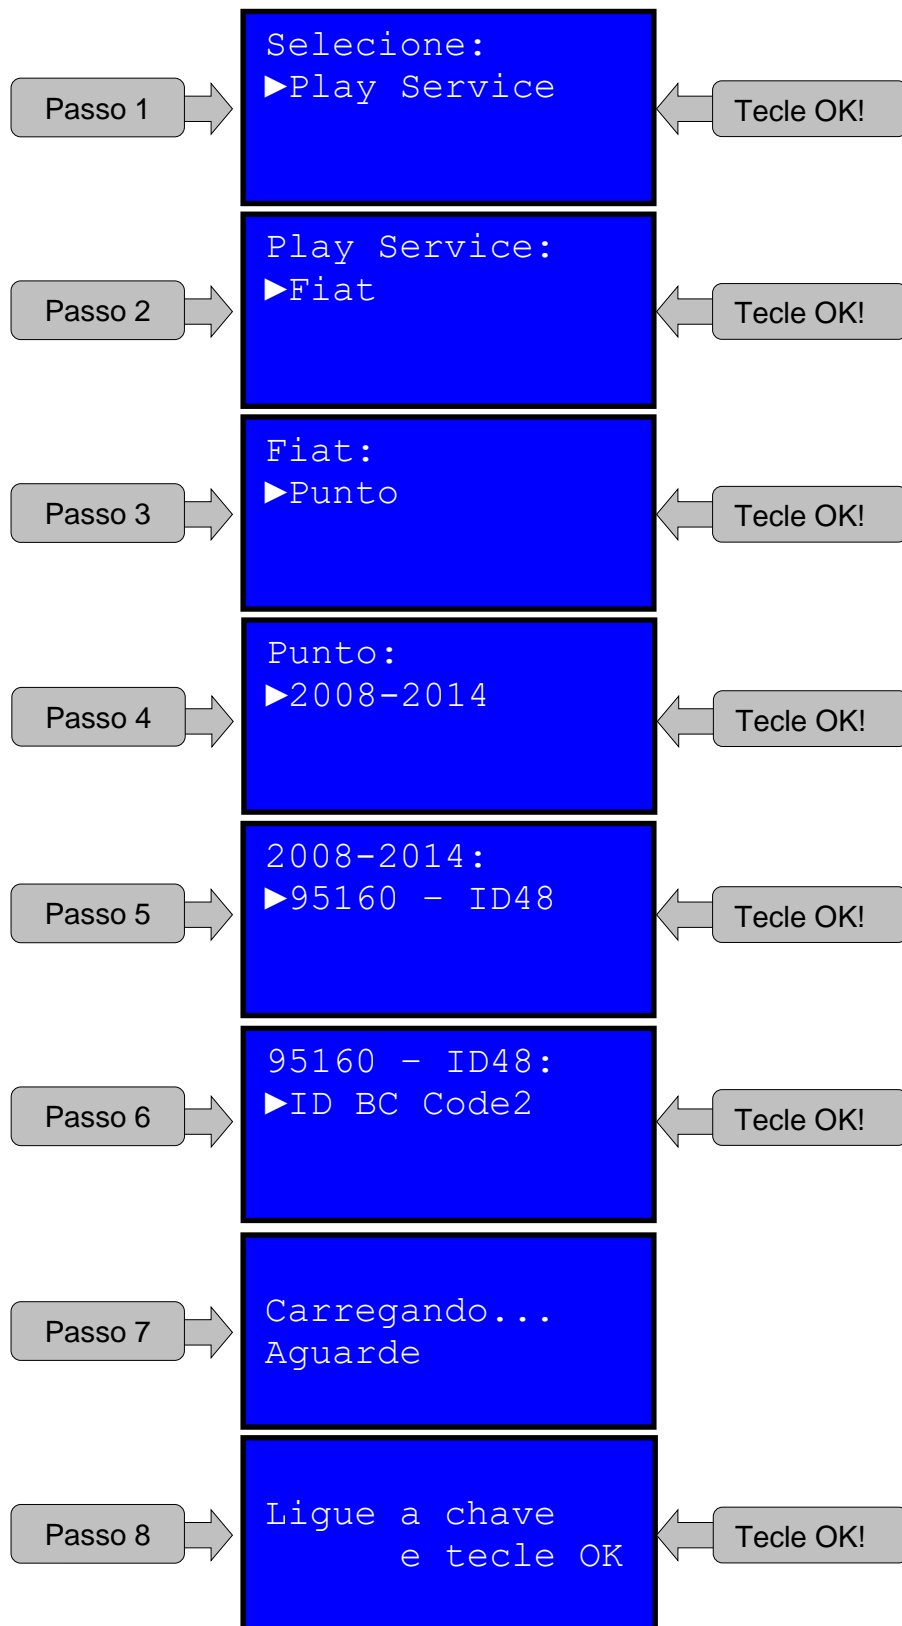 Selecione:
Passo 1 ►Play Service Tecle OK!
Play Service:
Passo 2 ►Fiat Tecle OK!
Fiat:
Passo 3 ►Punto Tecle OK!
Punto:
Passo 4 ►2008-2014 Tecle OK!
2008-2014:
Passo 5 ►95160 – ID48 Tecle OK!
95160 – ID48:
Passo 6 ►ID BC Code2 Tecle OK!
Passo 7 Carregando...
Aguarde
Passo 8 Ligue a chave Tecle OK!
e tecle OK